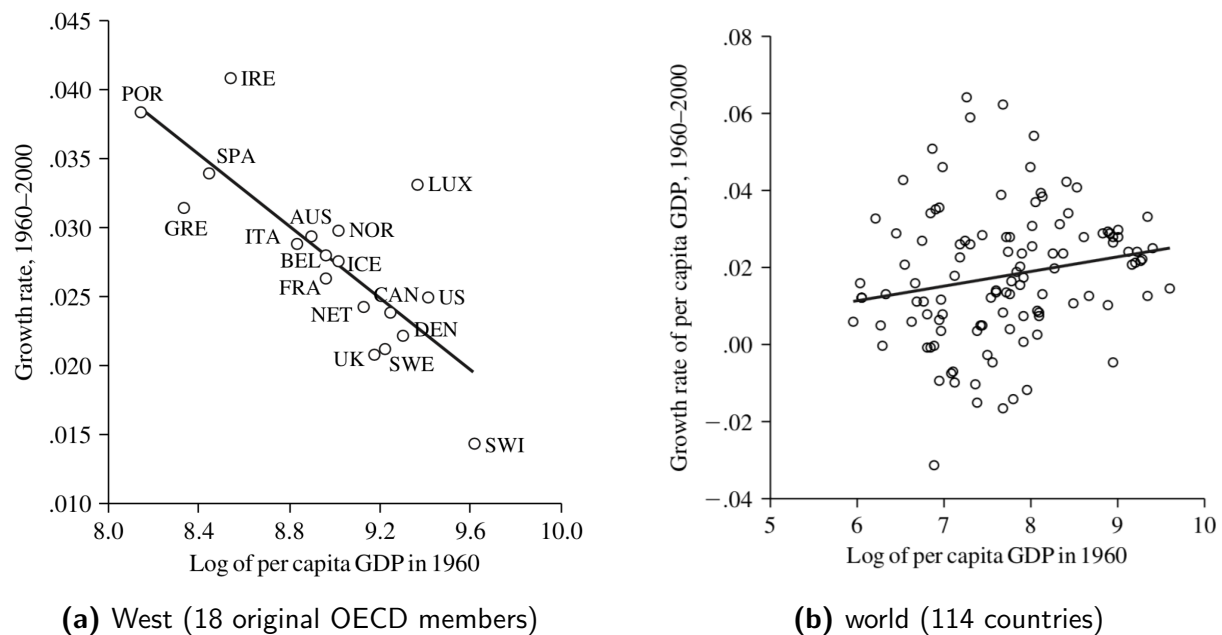 .045
.040
.035
.030
.025
.020
.015
.010
8.0 8.4 8.8 9.2 9.6 10.0
Growth rate, 1960–2000
Log of per capita GDP in 1960
POR
IRE
SPA
GRE
LUX
AUS
NOR
ITA
BEL
ICE
FRA
CAN
US
NET
DEN
UK
SWE
SWI
(a) West (18 original OECD members)
.08
.06
.04
.02
.00
−.02
−.04
5 6 7 8 9 10
Growth rate of per capita GDP, 1960–2000
Log of per capita GDP in 1960
(b) world (114 countries)